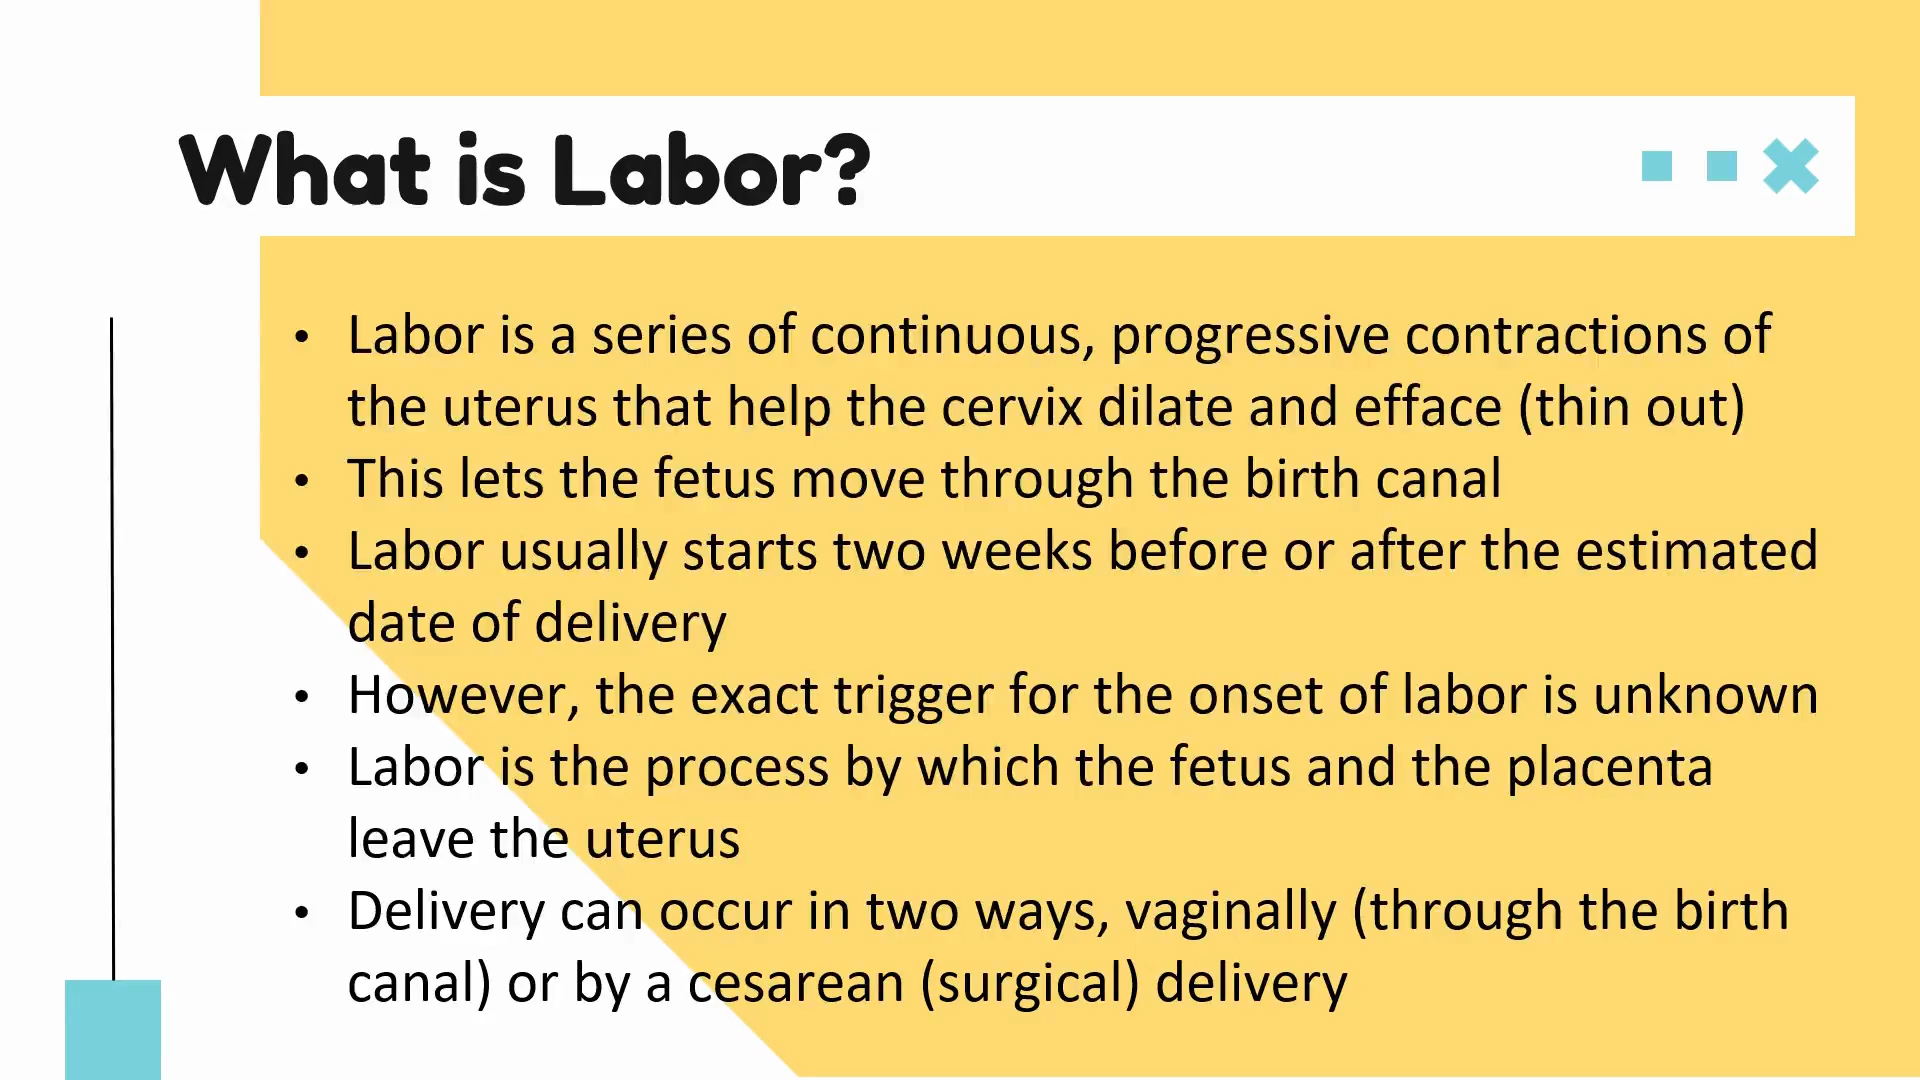 What is Labor?
• Labor is a series of continuous, progressive contractions of
the uterus that help the cervix dilate and efface (thin out)
• This lets the fetus move through the birth canal
• Labor usually starts two weeks before or after the estimated
date of delivery
• However, the exact trigger for the onset of labor is unknown
• Labor is the process by which the fetus and the placenta
leave the uterus
• Delivery can occur in two ways, vaginally (through the birth
canal) or by a cesarean (surgical) delivery